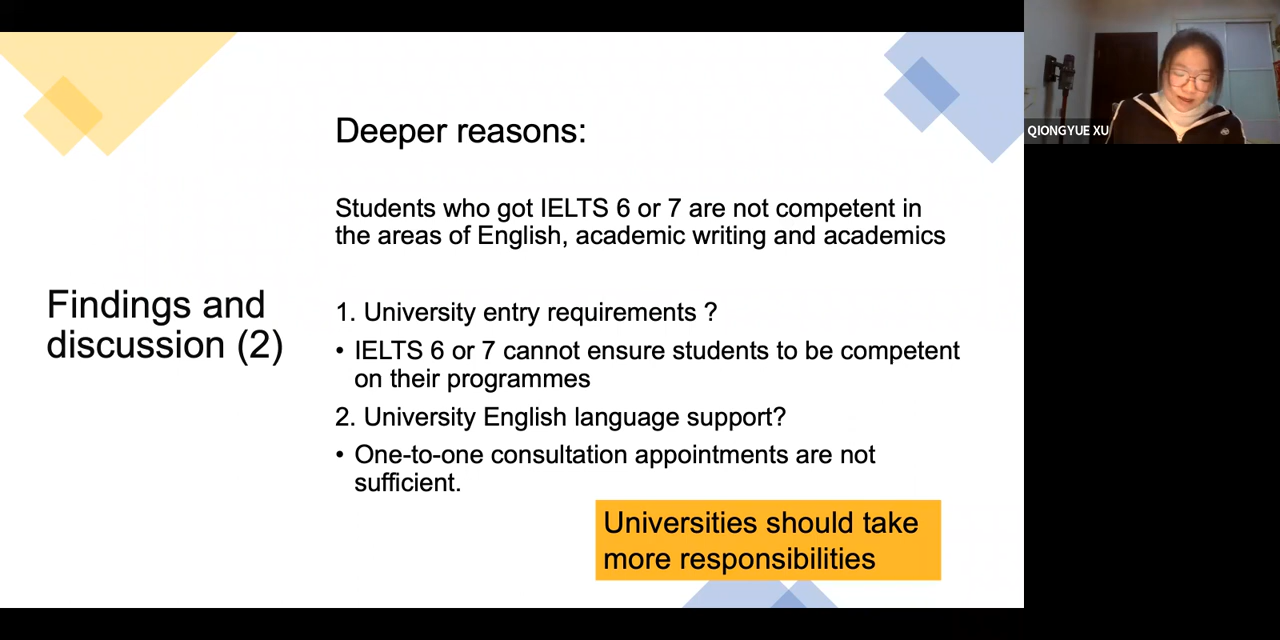 Deeper reasons:
Students who got IELTS 6 or 7 are not competent in
the areas of English, academic writing and academics
Findings and
discussion (2)
1. University entry requirements ?
• IELTS 6 or 7 cannot ensure students to be competent
on their programmes
2. University English language support?
• One-to-one consultation appointments are not
sufficient.
Universities should take
more responsibilities
QIONGYUE XU